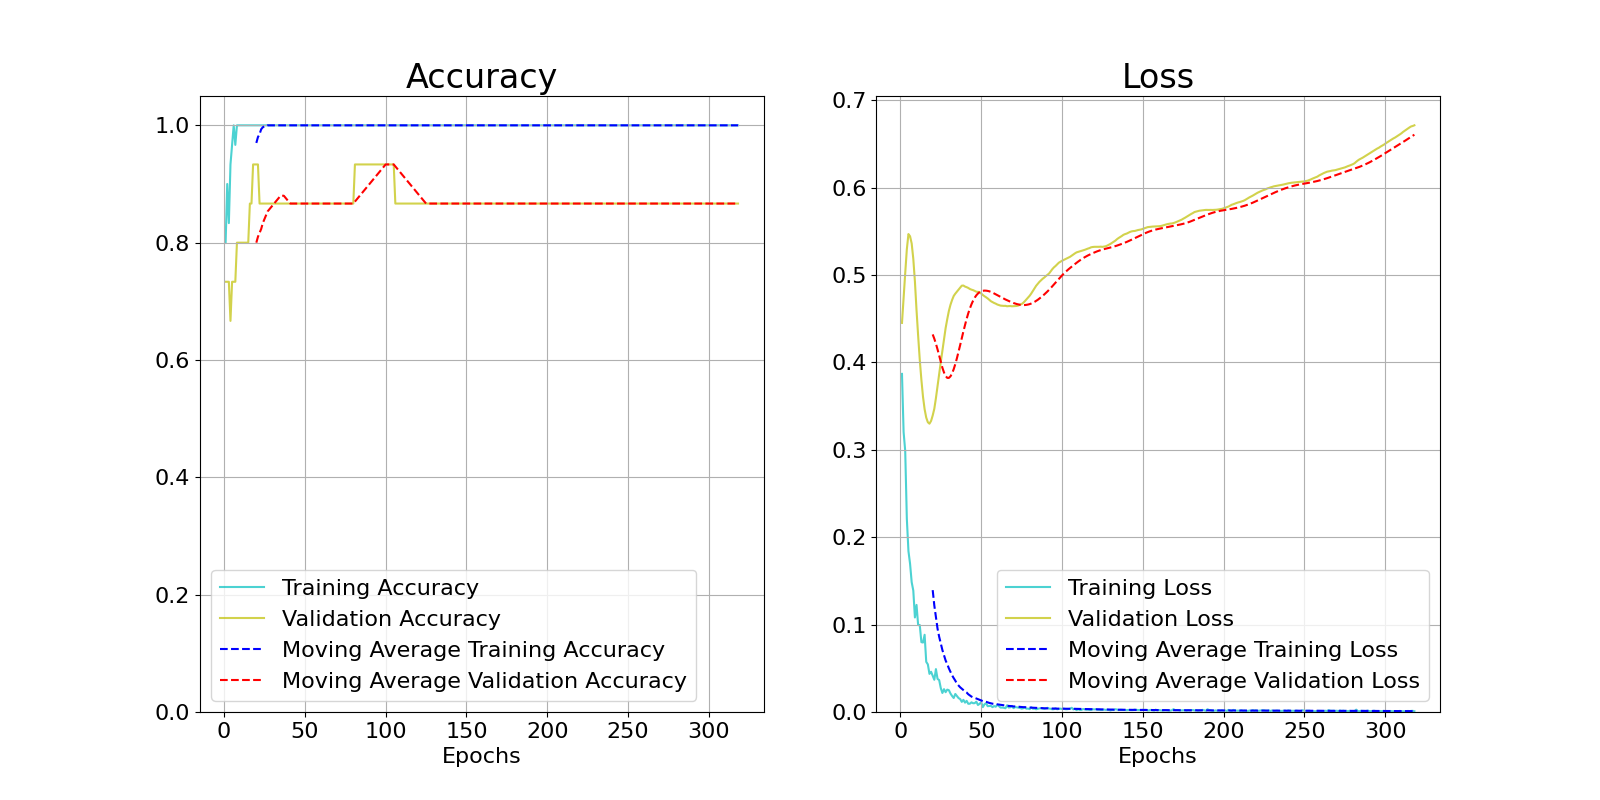 Accuracy
1.0
0.8
0.6
0.4
0.2
0.0
Training Accuracy
Validation Accuracy
Moving Average Training Accuracy
Moving Average Validation Accuracy
0 50 100 150 200 250 300
Epochs
Loss
0.7
0.6
0.5
0.4
0.3
0.2
0.1
0.0
Training Loss
Validation Loss
Moving Average Training Loss
Moving Average Validation Loss
0 50 100 150 200 250 300
Epochs